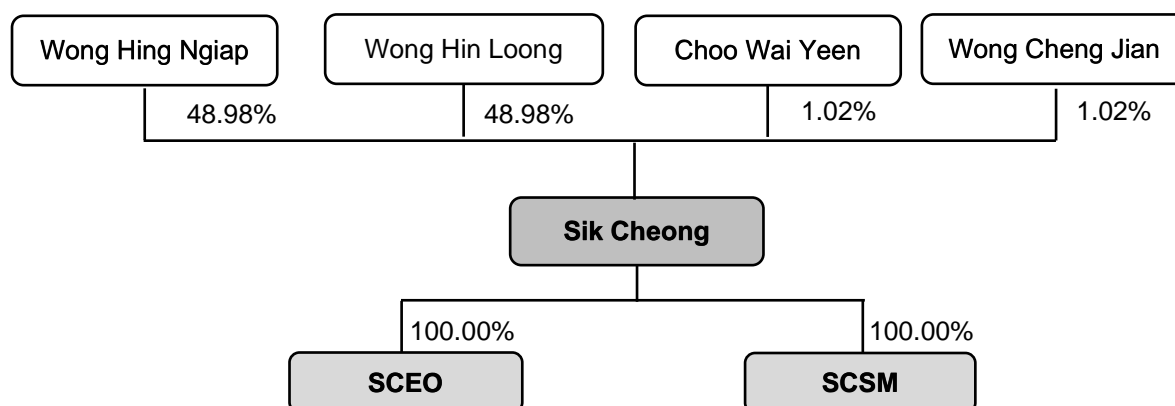 Wong Hing Ngiap
Wong Hin Loong
Choo Wai Yeen
Wong Cheng Jian
48.98%
48.98%
1.02%
1.02%
Sik Cheong
100.00%
100.00%
SCEO
SCSM